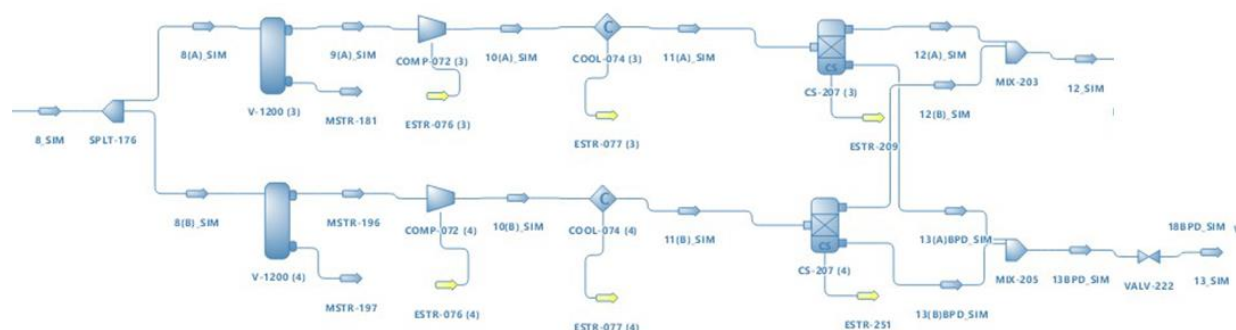 8_SIM
SPLT-176
8(A)_SIM
V-1200 (3)
9(A)_SIM
MSTR-181
COMP-072 (3)
ESTR-076 (3)
10(A)_SIM
C
COOL-074 (3)
ESTR-077 (3)
11(A)_SIM
CS
CS-207 (3)
ESTR-209
12(A)_SIM
12(B)_SIM
MIX-203
12_SIM
8(B)_SIM
V-1200 (4)
MSTR-196
MSTR-197
COMP-072 (4)
ESTR-076 (4)
10(B)_SIM
C
COOL-074 (4)
ESTR-077 (4)
11(B)_SIM
CS
CS-207 (4)
ESTR-251
13(A)BPD_SIM
13(B)BPD_SIM
MIX-205
13BPD_SIM
VALV-222
18BPD_SIM
13_SIM